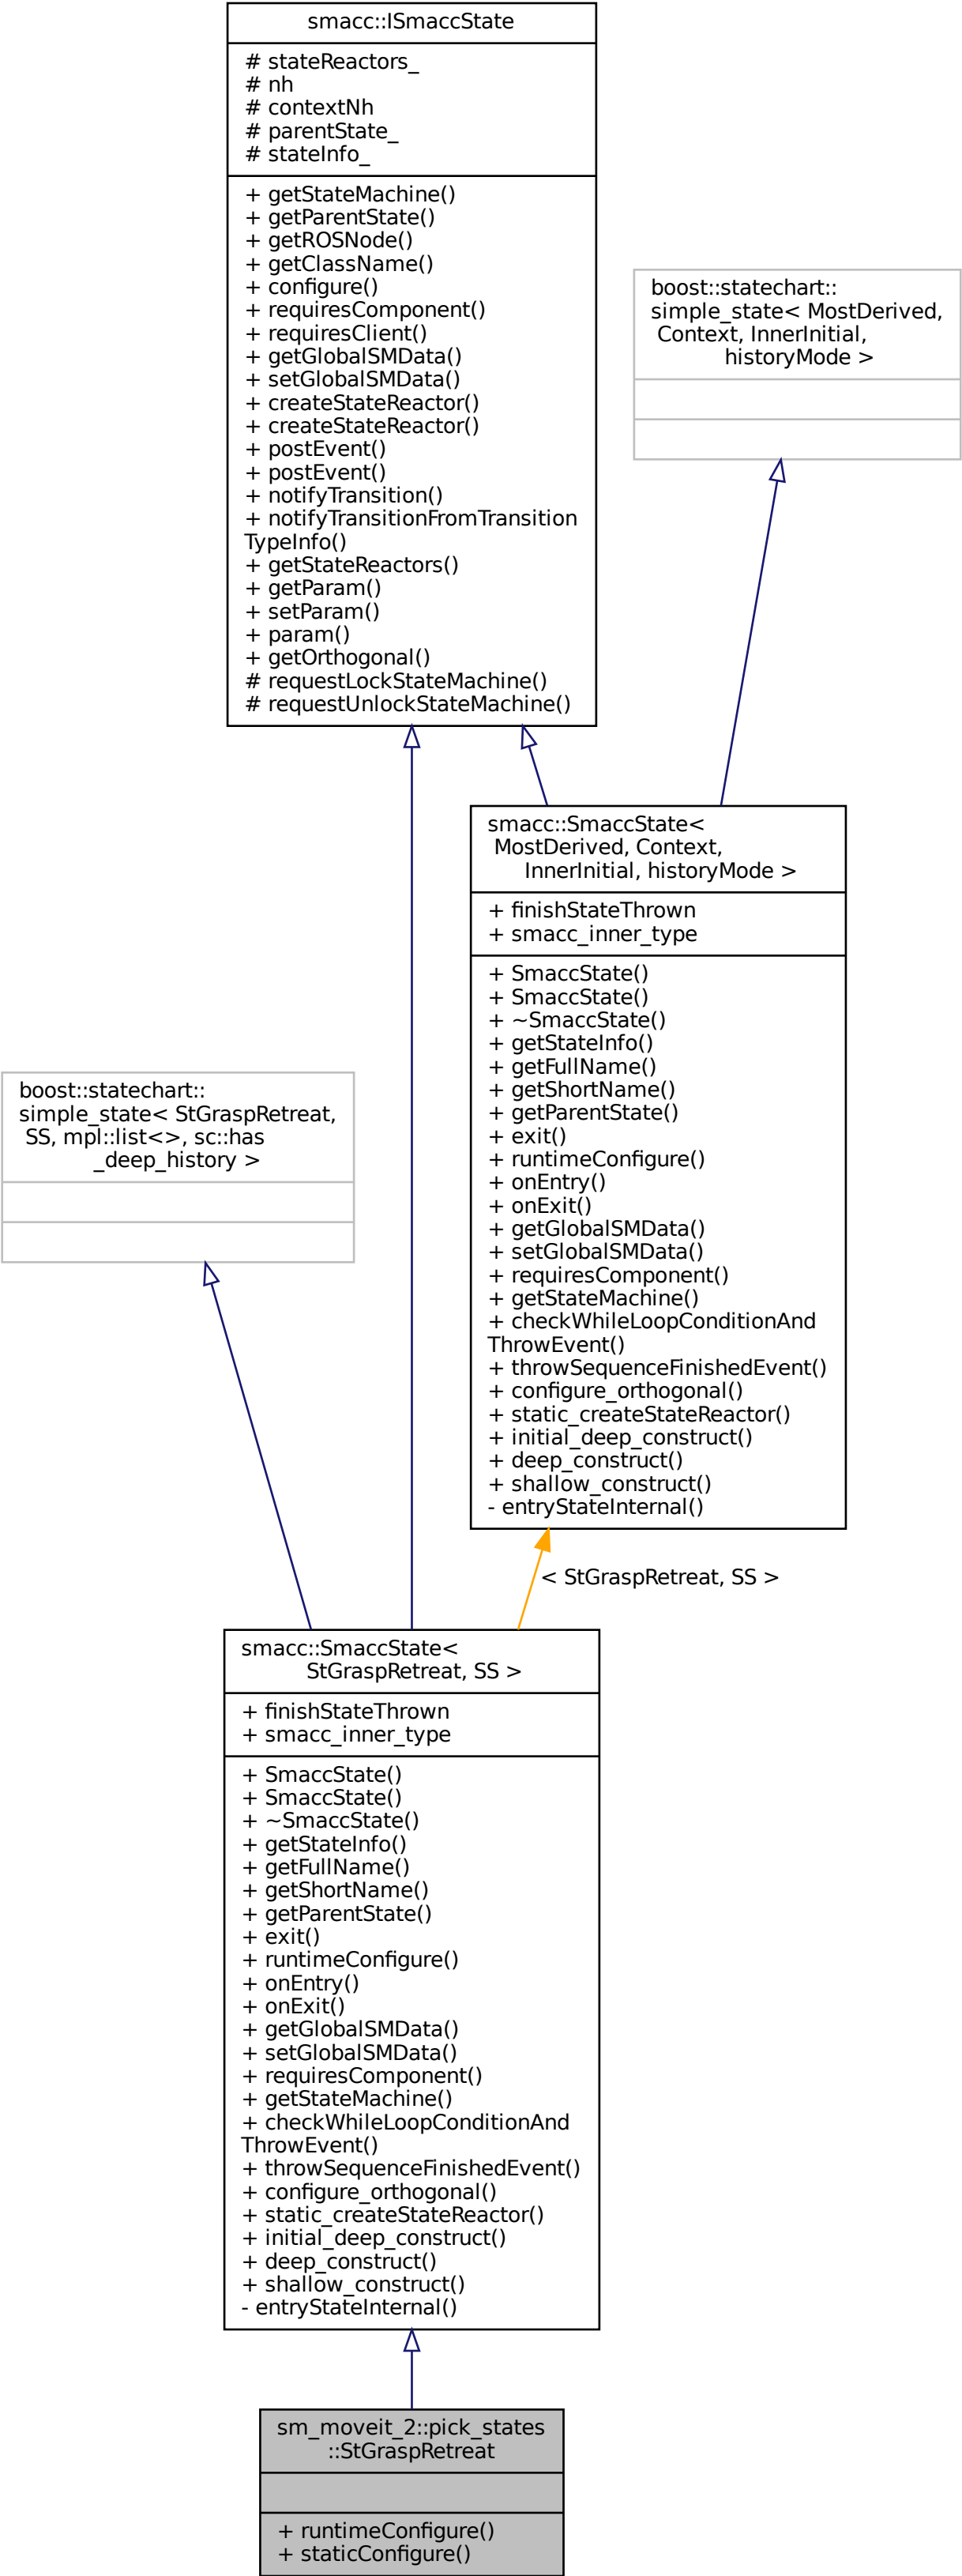 smacc::ISmaccState
# stateReactors_
# nh
# contextNh
# parentState_
# stateInfo_
+ getStateMachine()
+ getParentState()
+ getROSNode()
+ getClassName()
+ configure()
+ requiresComponent()
+ requiresClient()
+ getGlobalSMData()
+ setGlobalSMData()
+ createStateReactor()
+ createStateReactor()
+ postEvent()
+ postEvent()
+ notifyTransition()
+ notifyTransitionFromTransition
TypeInfo()
+ getStateReactors()
+ getParam()
+ setParam()
+ param()
+ getOrthogonal()
# requestLockStateMachine()
# requestUnlockStateMachine()
boost::statechart::
simple_state< MostDerived,
Context, InnerInitial,
historyMode >
smacc::SmaccState<
MostDerived, Context,
InnerInitial, historyMode >
+ finishStateThrown
+ smacc_inner_type
+ SmaccState()
+ SmaccState()
+ ~SmaccState()
+ getStateInfo()
+ getFullName()
+ getShortName()
+ getParentState()
+ exit()
+ runtimeConfigure()
+ onEntry()
+ onExit()
+ getGlobalSMData()
+ setGlobalSMData()
+ requiresComponent()
+ getStateMachine()
+ checkWhileLoopConditionAnd
ThrowEvent()
+ throwSequenceFinishedEvent()
+ configure_orthogonal()
+ static_createStateReactor()
+ initial_deep_construct()
+ deep_construct()
+ shallow_construct()
- entryStateInternal()
boost::statechart::
simple_state< StGraspRetreat,
SS, mpl::list<>, sc::has
_deep_history >
< StGraspRetreat, SS >
smacc::SmaccState<
StGraspRetreat, SS >
+ finishStateThrown
+ smacc_inner_type
+ SmaccState()
+ SmaccState()
+ ~SmaccState()
+ getStateInfo()
+ getFullName()
+ getShortName()
+ getParentState()
+ exit()
+ runtimeConfigure()
+ onEntry()
+ onExit()
+ getGlobalSMData()
+ setGlobalSMData()
+ requiresComponent()
+ getStateMachine()
+ checkWhileLoopConditionAnd
ThrowEvent()
+ throwSequenceFinishedEvent()
+ configure_orthogonal()
+ static_createStateReactor()
+ initial_deep_construct()
+ deep_construct()
+ shallow_construct()
- entryStateInternal()
sm_moveit_2::pick_states
::StGraspRetreat
+ runtimeConfigure()
+ staticConfigure()